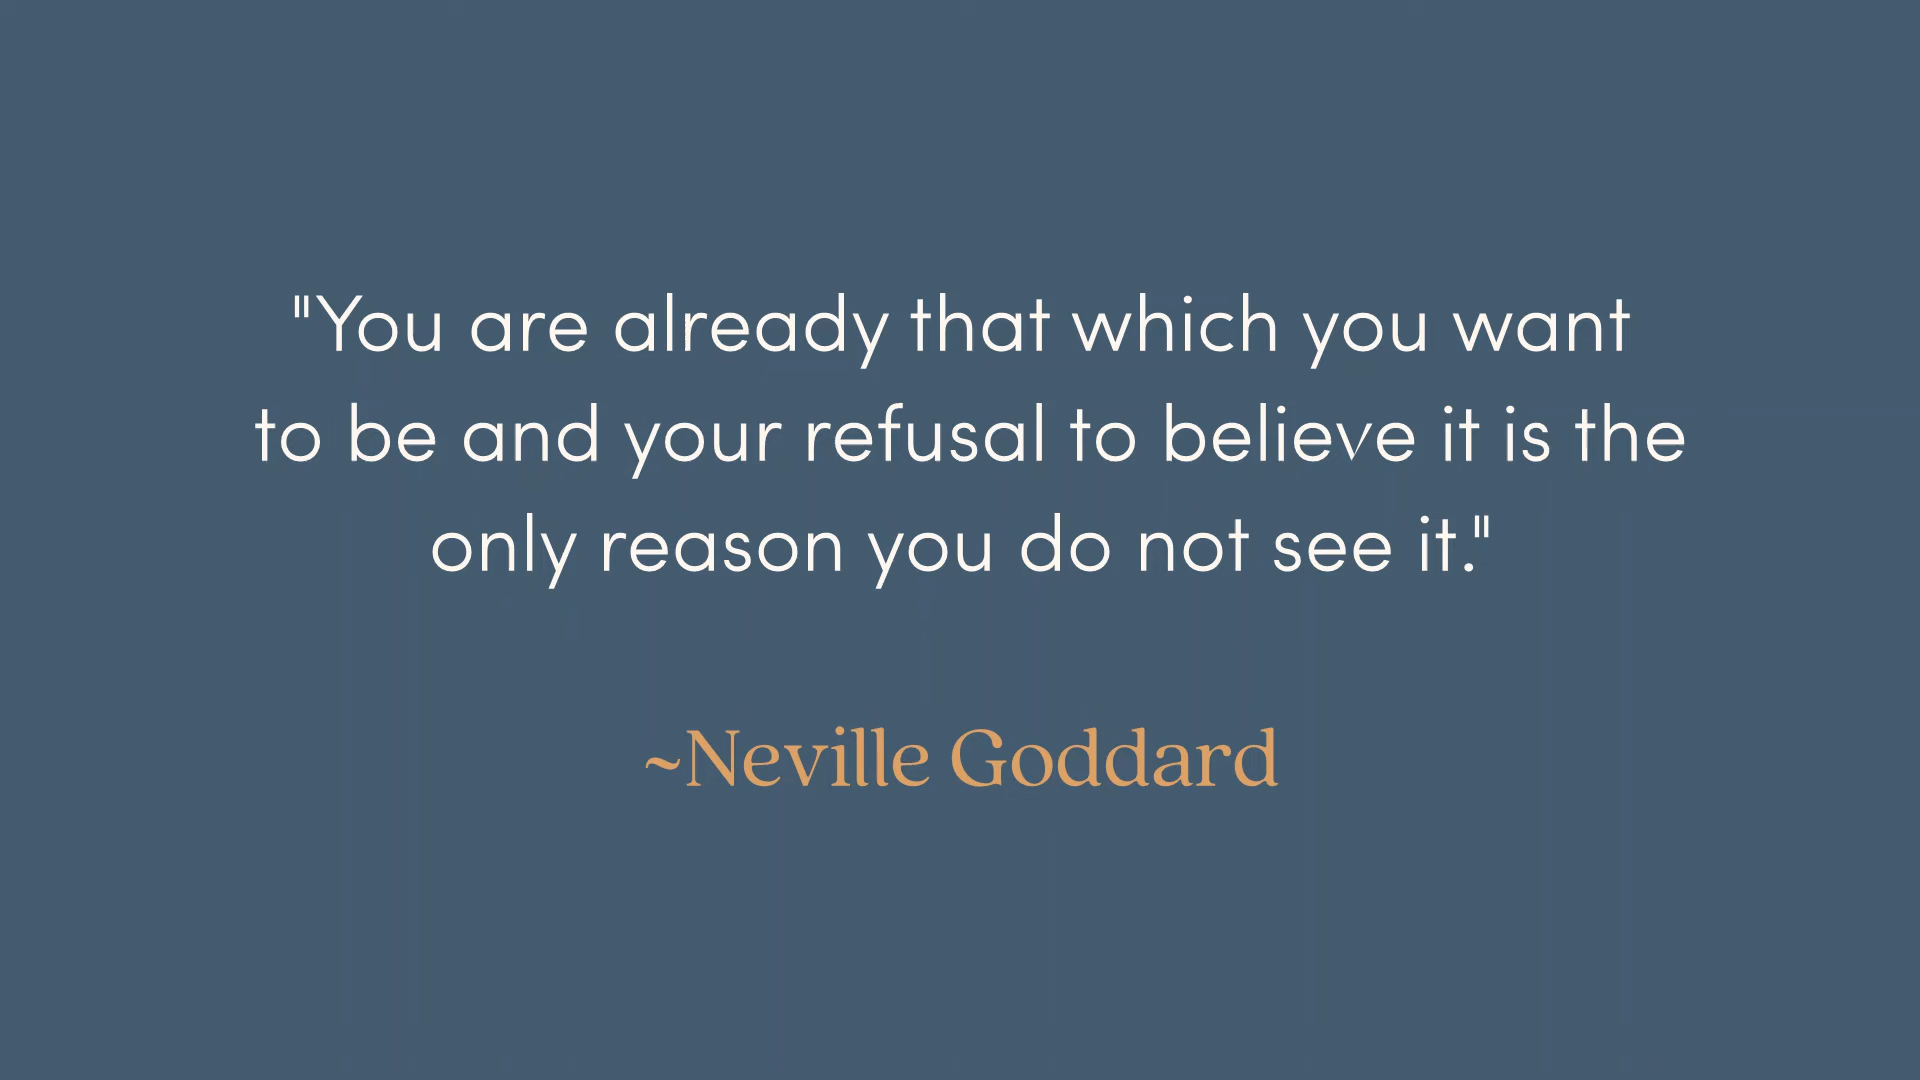 "You are already that which you want
to be and your refusal to believe it is the
only reason you do not see it."
~Neville Goddard